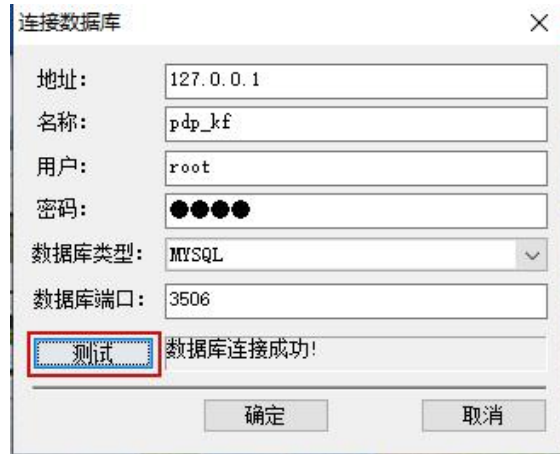 连接数据库
地址: 127.0.0.1
名称: pdp_kf
用户: root
密码: ●●●●
数据库类型: MYSQL
数据库端口: 3506
测试 数据库连接成功!
确定 取消